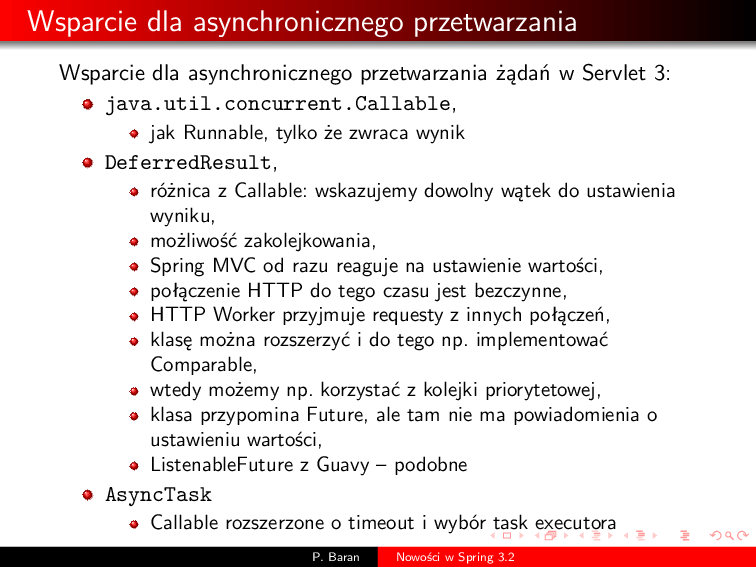 Wsparcie dla asynchronicznego przetwarzania
Wsparcie dla asynchronicznego przetwarzania żądań w Servlet 3:
java.util.concurrent.Callable,
jak Runnable, tylko że zwraca wynik
DeferredResult,
różnica z Callable: wskazujemy dowolny wątek do ustawienia
wyniku,
możliwość zakolejkowania,
Spring MVC od razu reaguje na ustawienie wartości,
połączenie HTTP do tego czasu jest bezczynne,
HTTP Worker przyjmuje requesty z innych połączeń,
klasę można rozszerzyć i do tego np. implementować
Comparable,
wtedy możemy np. korzystać z kolejki priorytetowej,
klasa przypomina Future, ale tam nie ma powiadomienia o
ustawieniu wartości,
ListenableFuture z Guavy – podobne
AsyncTask
Callable rozszerzone o timeout i wybór task executora
P. Baran
Nowości w Spring 3.2